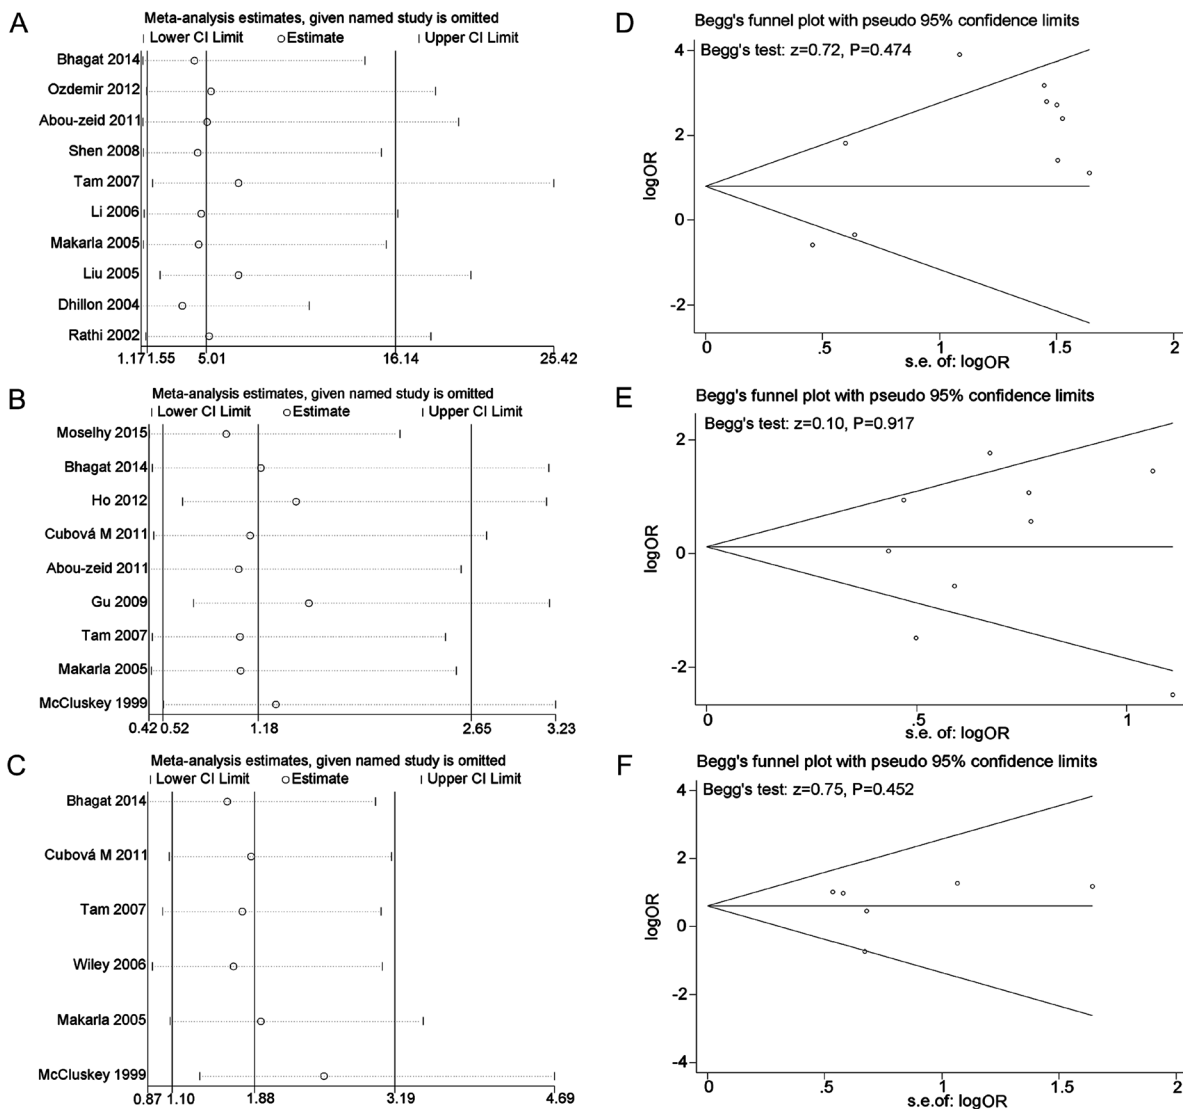 A
Meta-analysis estimates, given named study is omitted
| Lower CI Limit ○ Estimate | Upper CI Limit
Bhagat 2014
Ozdemir 2012
Abou-zeid 2011
Shen 2008
Tam 2007
Li 2006
Makarla 2005
Liu 2005
Dhillon 2004
Rathi 2002
1.17 1.55 5.01 16.14 25.42
B
Meta-analysis estimates, given named study is omitted
| Lower CI Limit ○ Estimate | Upper CI Limit
Moselhy 2015
Bhagat 2014
Ho 2012
Cubová M 2011
Abou-zeid 2011
Gu 2009
Tam 2007
Makarla 2005
McCluskey 1999
0.42 0.52 1.18 2.65 3.23
C
Meta-analysis estimates, given named study is omitted
| Lower CI Limit ○ Estimate | Upper CI Limit
Bhagat 2014
Cubová M 2011
Tam 2007
Wiley 2006
Makarla 2005
McCluskey 1999
0.87 1.10 1.88 3.19 4.69
D
Begg's funnel plot with pseudo 95% confidence limits
Begg's test: z=0.72, P=0.474
4
2
0
-2
logOR
0 .5 1 1.5 2
s.e. of: logOR
E
Begg's funnel plot with pseudo 95% confidence limits
Begg's test: z=0.10, P=0.917
2
0
-2
logOR
0 .5 1
s.e. of: logOR
F
Begg's funnel plot with pseudo 95% confidence limits
Begg's test: z=0.75, P=0.452
4
2
0
-2
-4
logOR
0 .5 1 1.5 2
s.e.of: logOR